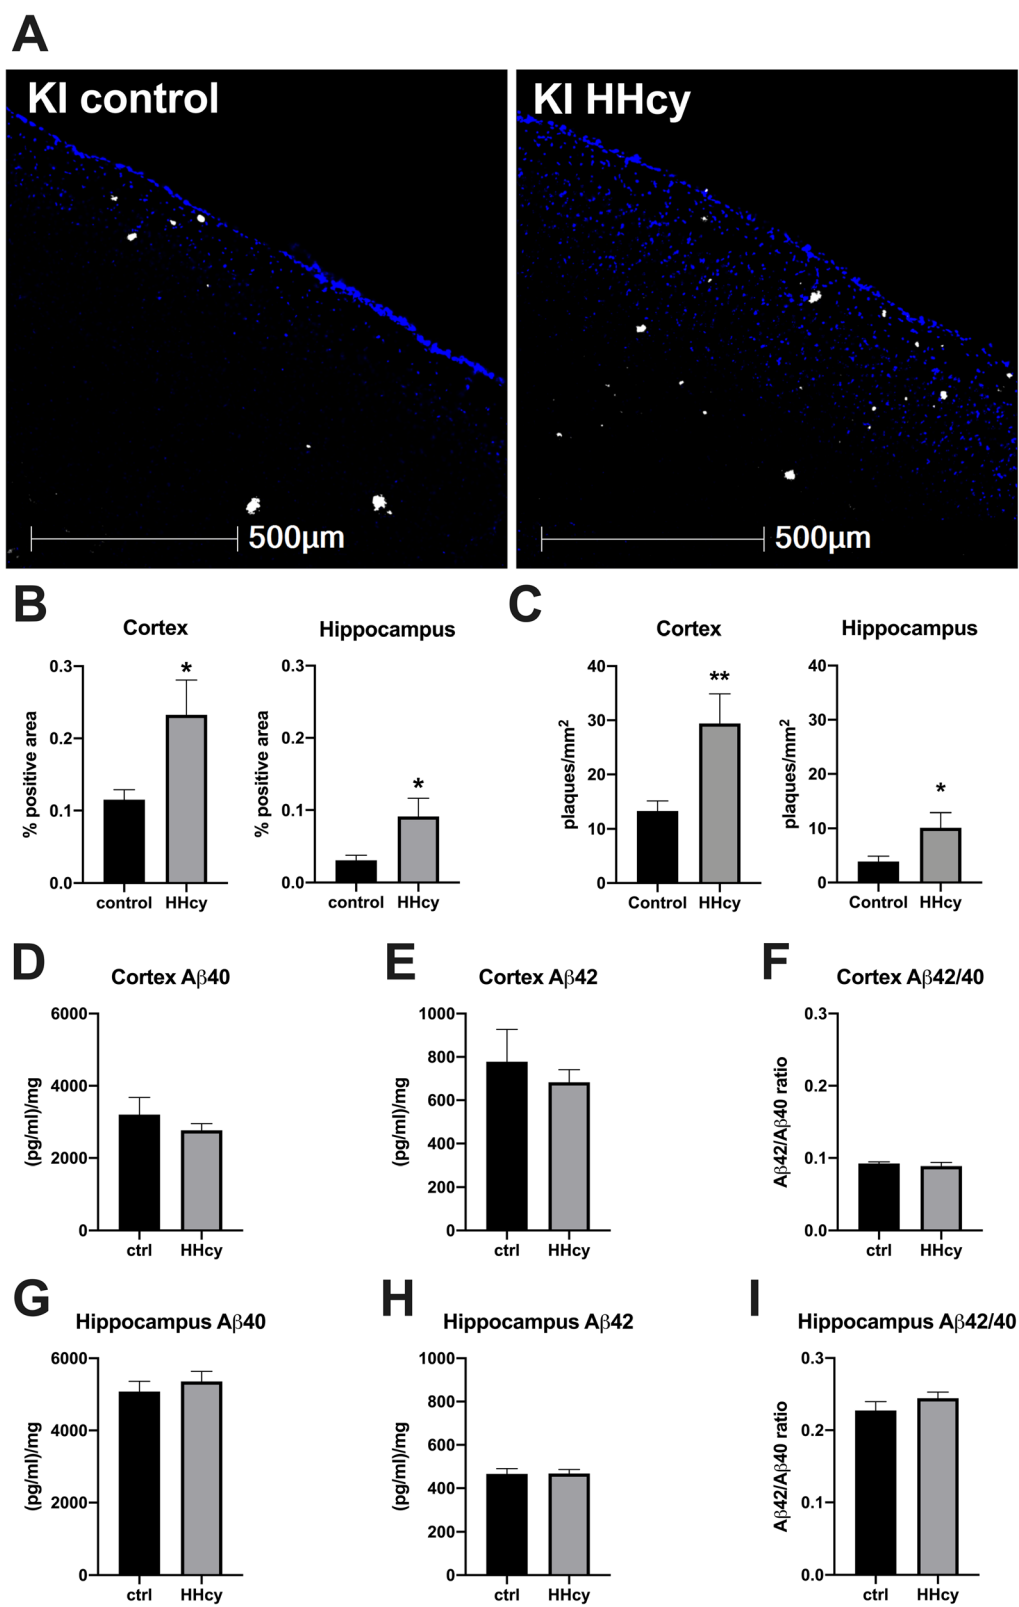 A
KI control
KI HHcy
500µm
500µm
B
C
Cortex
Hippocampus
Cortex
Hippocampus
% positive area
0.3
0.2
0.1
0.0
*
control HHcy
% positive area
0.3
0.2
0.1
0.0
*
control HHcy
plaques/mm²
40
30
20
10
0
**
Control HHcy
plaques/mm²
40
30
20
10
0
*
Control HHcy
D
E
F
Cortex Aβ40
Cortex Aβ42
Cortex Aβ42/40
(pg/ml)/mg
6000
4000
2000
0
ctrl HHcy
(pg/ml)/mg
1000
800
600
400
200
0
ctrl HHcy
Aβ42/Aβ40 ratio
0.3
0.2
0.1
0.0
ctrl HHcy
G
H
I
Hippocampus Aβ40
Hippocampus Aβ42
Hippocampus Aβ42/40
(pg/ml)/mg
6000
4000
2000
0
ctrl HHcy
(pg/ml)/mg
1000
800
600
400
200
0
ctrl HHcy
Aβ42/Aβ40 ratio
0.3
0.2
0.1
0.0
ctrl HHcy